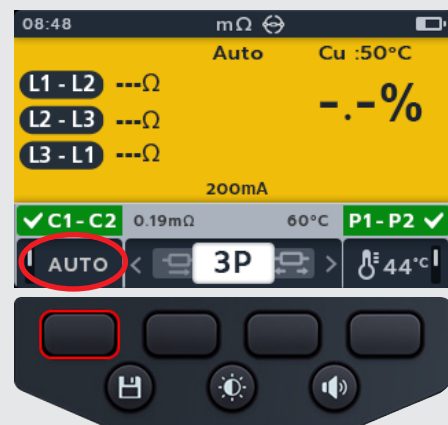 08:48 mΩ
Auto Cu :50°C
L1 - L2 ---Ω
-.-%
L2 - L3 ---Ω
L3 - L1 ---Ω
200mA
✓ C1-C2 0.19mΩ 60°C P1-P2 ✓
AUTO < 3P > 44°C